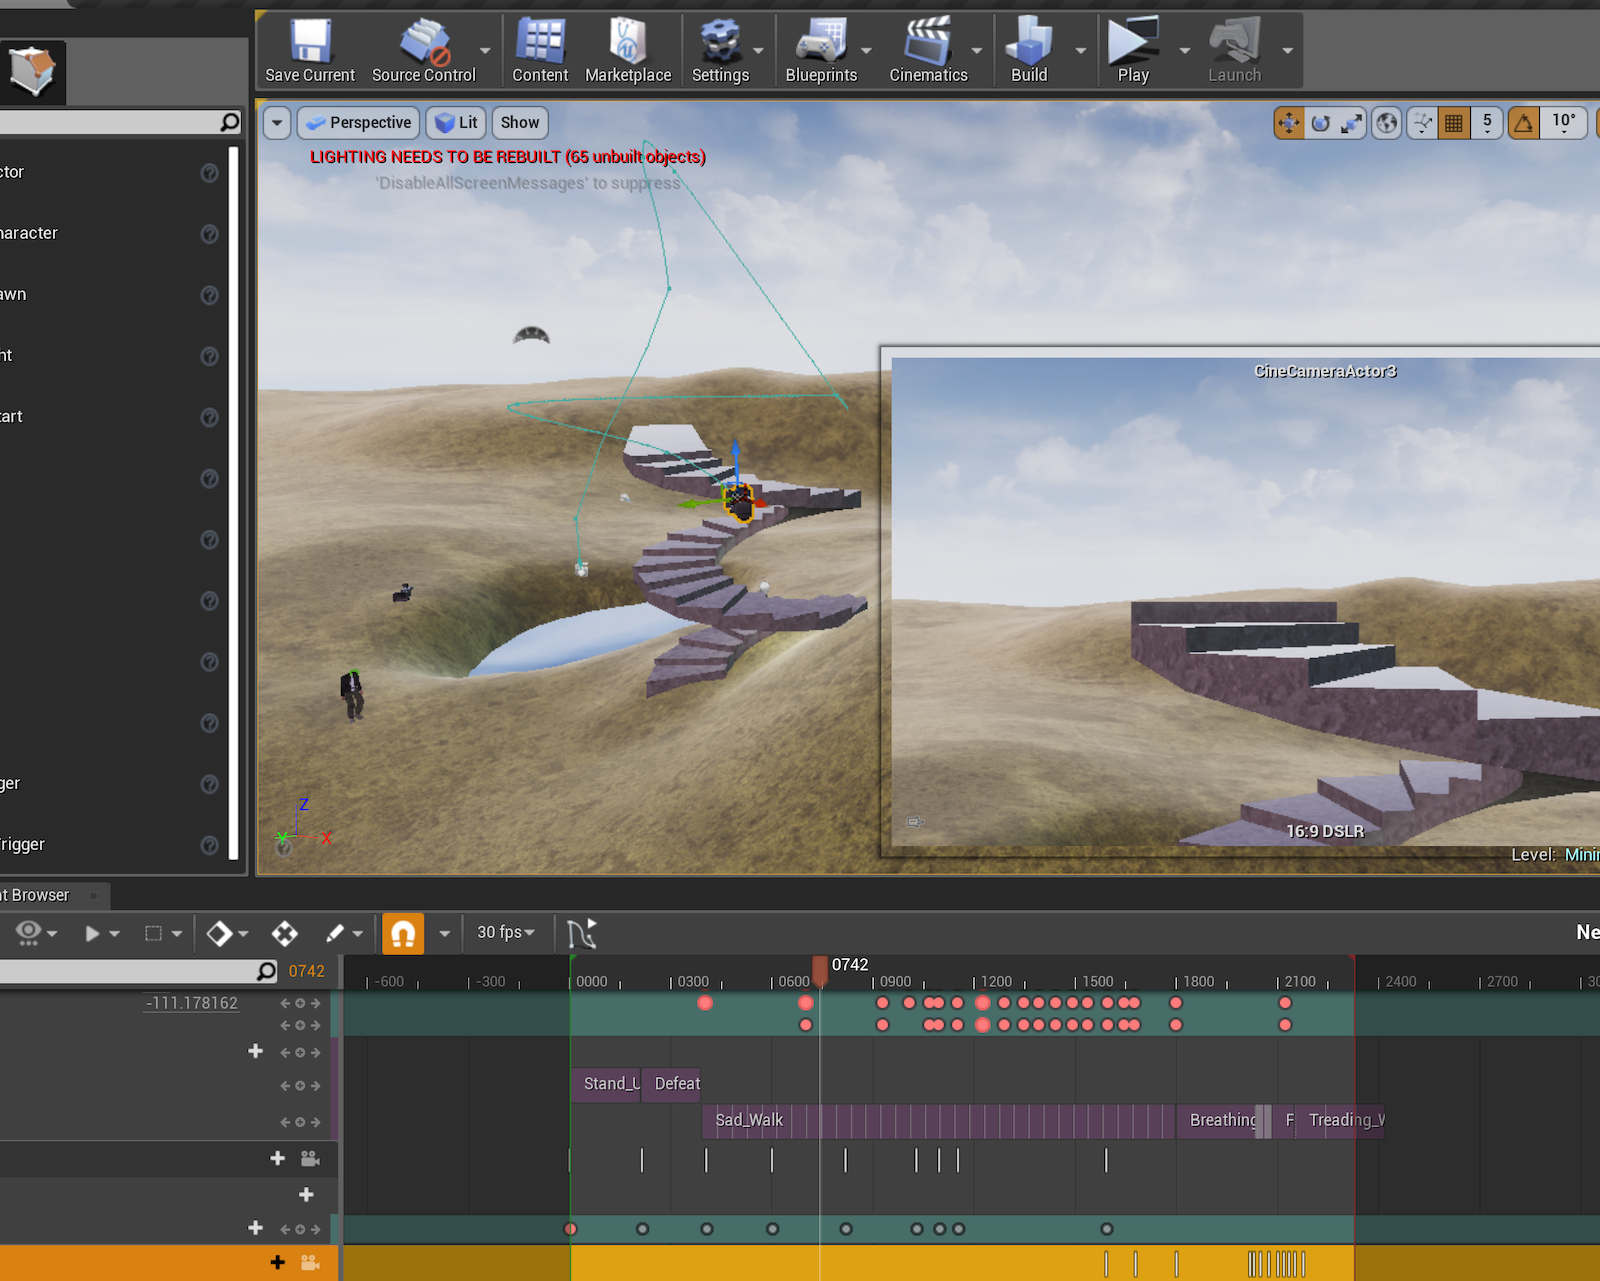 Save Current Source Control Content Marketplace Settings Blueprints Cinematics Build Play Launch
Perspective Lit Show 5 10°
LIGHTING NEEDS TO BE REBUILT (65 unbuilt objects)
'DisableAllScreenMessages' to suppress
ctor
haracter
awn
ht
tart
ger
rigger
CineCameraActor3
16:9 DSLR
Z
Y X
Level: Minir
nt Browser
30 fps
Ne
0742
0742
-600 -300 0000 0300 0600 0900 1200 1500 1800 2100 2400 2700 30
-111.178162
Stand_U Defeat
Sad_Walk Breathing F Treading_W